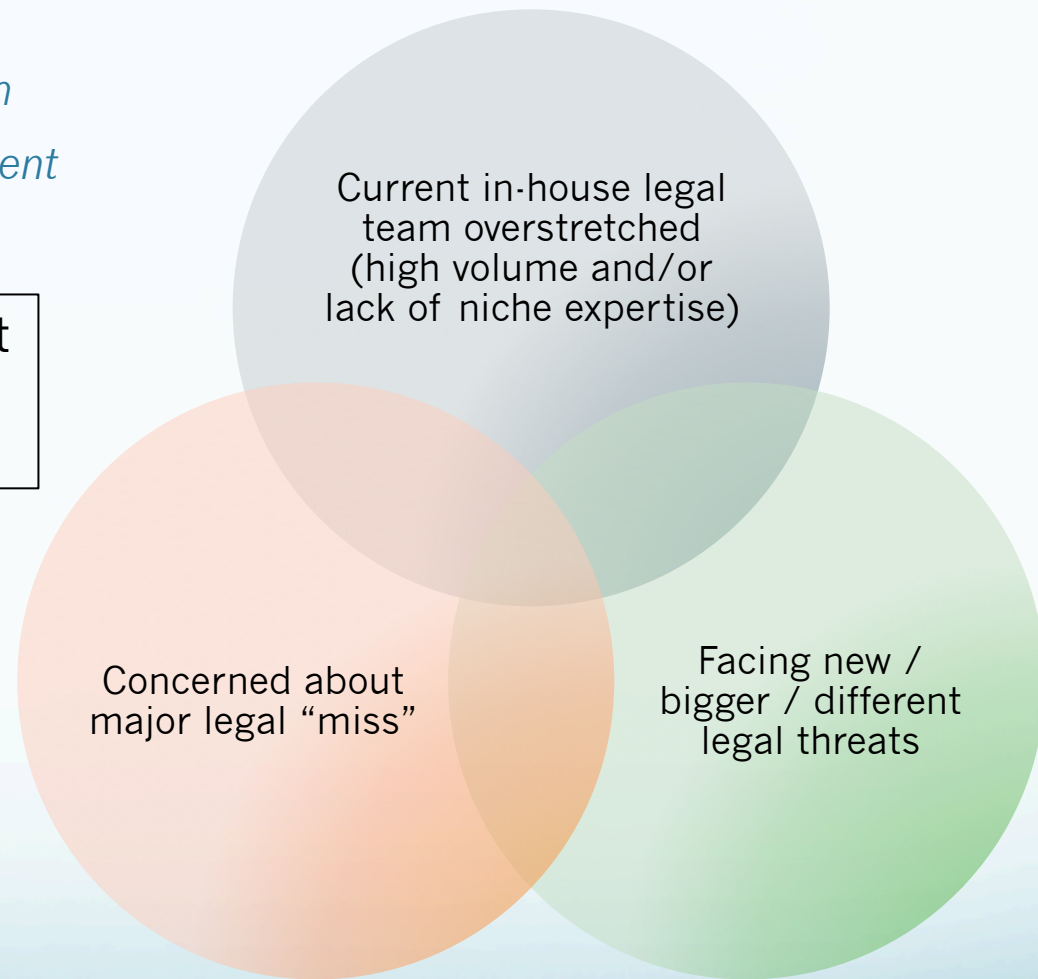 Current in-house legal
team overstretched
(high volume and/or
lack of niche expertise)
Concerned about
major legal “miss”
Facing new /
bigger / different
legal threats